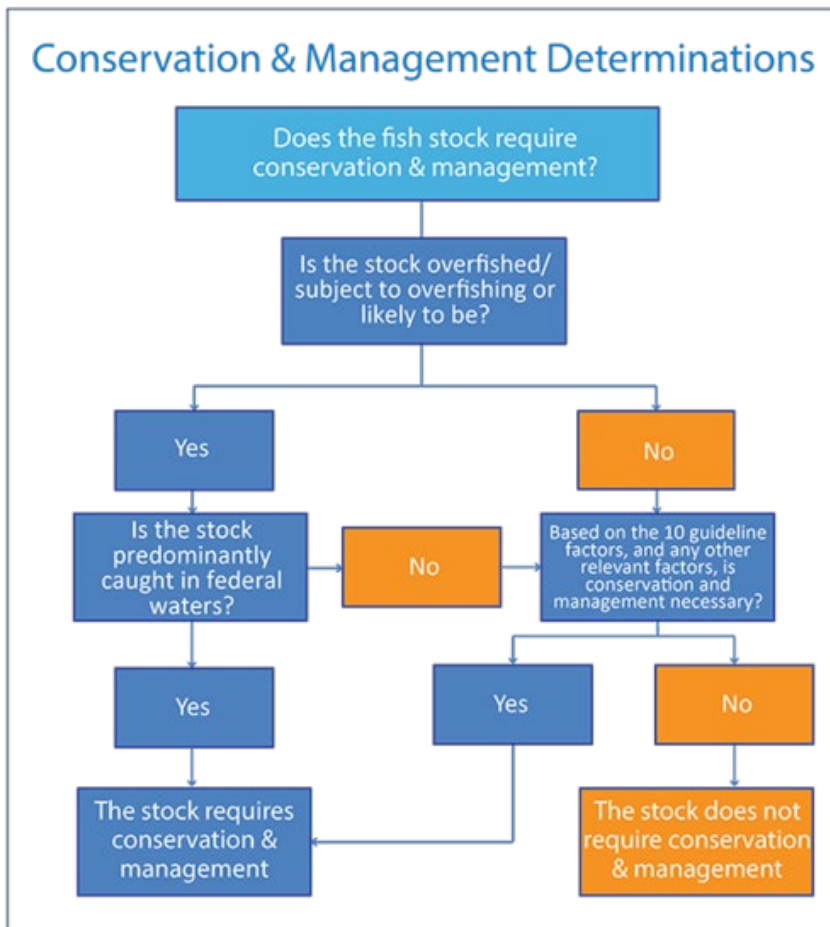 Conservation & Management Determinations
Does the fish stock require
conservation & management?
Is the stock overfished/
subject to overfishing or
likely to be?
Yes
No
Is the stock
predominantly
caught in federal
waters?
No
Based on the 10 guideline
factors, and any other
relevant factors, is
conservation and
management necessary?
Yes
Yes
No
The stock requires
conservation &
management
The stock does not
require conservation
& management